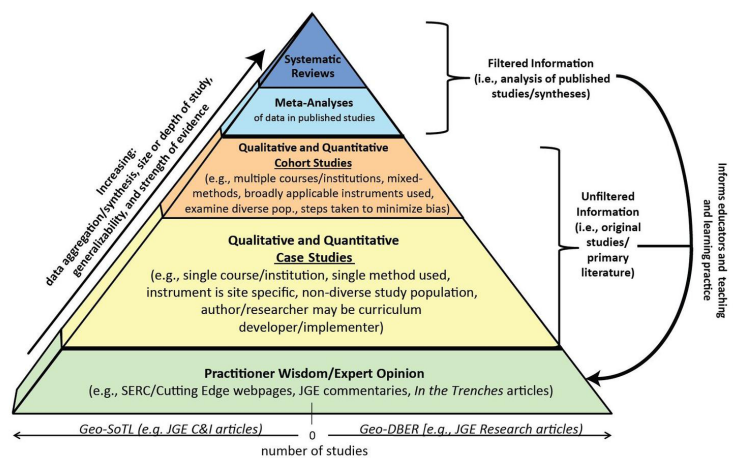 Systematic
Reviews
Meta-Analyses
of data in published studies
Qualitative and Quantitative
Cohort Studies
(e.g., multiple courses/institutions, mixed-
methods, broadly applicable instruments used,
examine diverse pop., steps taken to minimize bias)
Qualitative and Quantitative
Case Studies
(e.g., single course/institution, single method used,
instrument is site specific, non-diverse study population,
author/researcher may be curriculum
developer/implementer)
Practitioner Wisdom/Expert Opinion
(e.g., SERC/Cutting Edge webpages, JGE commentaries, In the Trenches articles)
Increasing:
data aggregation/synthesis, size or depth of study,
generalizability, and strength of evidence
Filtered Information
(i.e., analysis of published
studies/syntheses)
Unfiltered
Information
(i.e., original
studies/
primary
literature)
Informs educators and teaching
and learning practice
Geo-SoTL (e.g. JGE C&I articles)
0
Geo-DBER [e.g., JGE Research articles)
number of studies